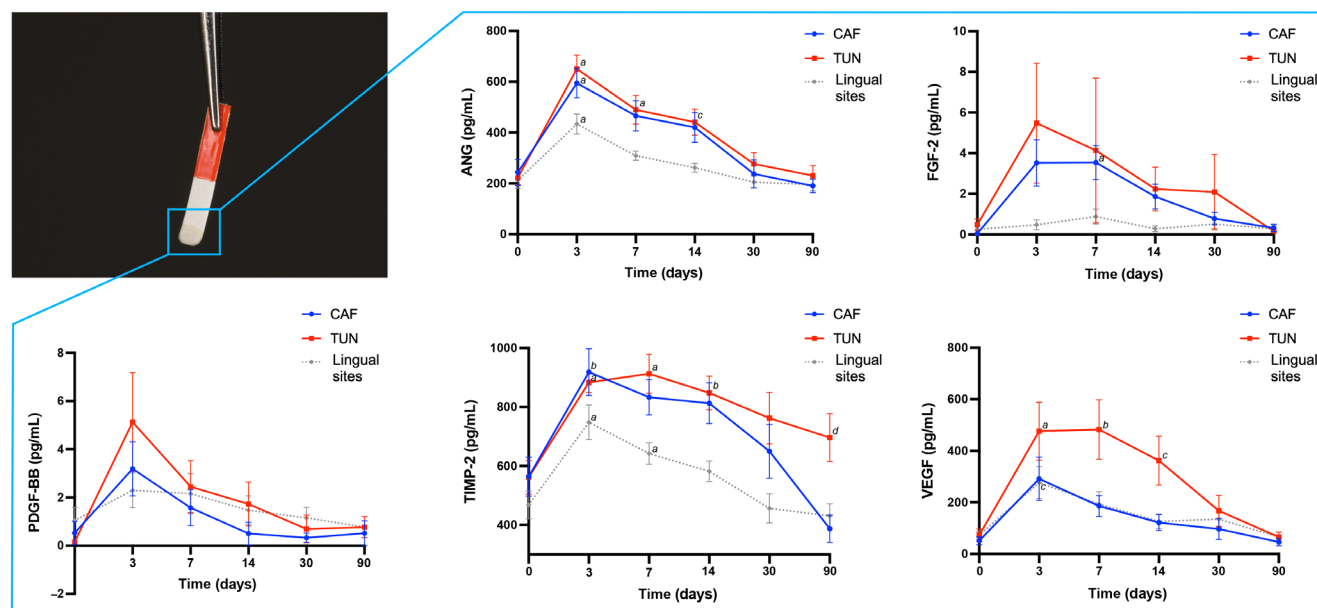 800
600
400
200
0
ANG (pg/mL)
0 3 7 14 30 90
Time (days)
CAF
TUN
Lingual
sites
a
a
a
a
c
10
8
6
4
2
0
FGF-2 (pg/mL)
0 3 7 14 30 90
Time (days)
CAF
TUN
Lingual
sites
a
8
6
4
2
0
–2
PDGF-BB (pg/mL)
3 7 14 30 90
Time (days)
CAF
TUN
Lingual
sites
1000
800
600
400
TIMP-2 (pg/mL)
0 3 7 14 30 90
Time (days)
CAF
TUN
Lingual
sites
b
a
a
a
a
b
d
800
600
400
200
0
VEGF (pg/mL)
0 3 7 14 30 90
Time (days)
CAF
TUN
Lingual
sites
a
b
c
c